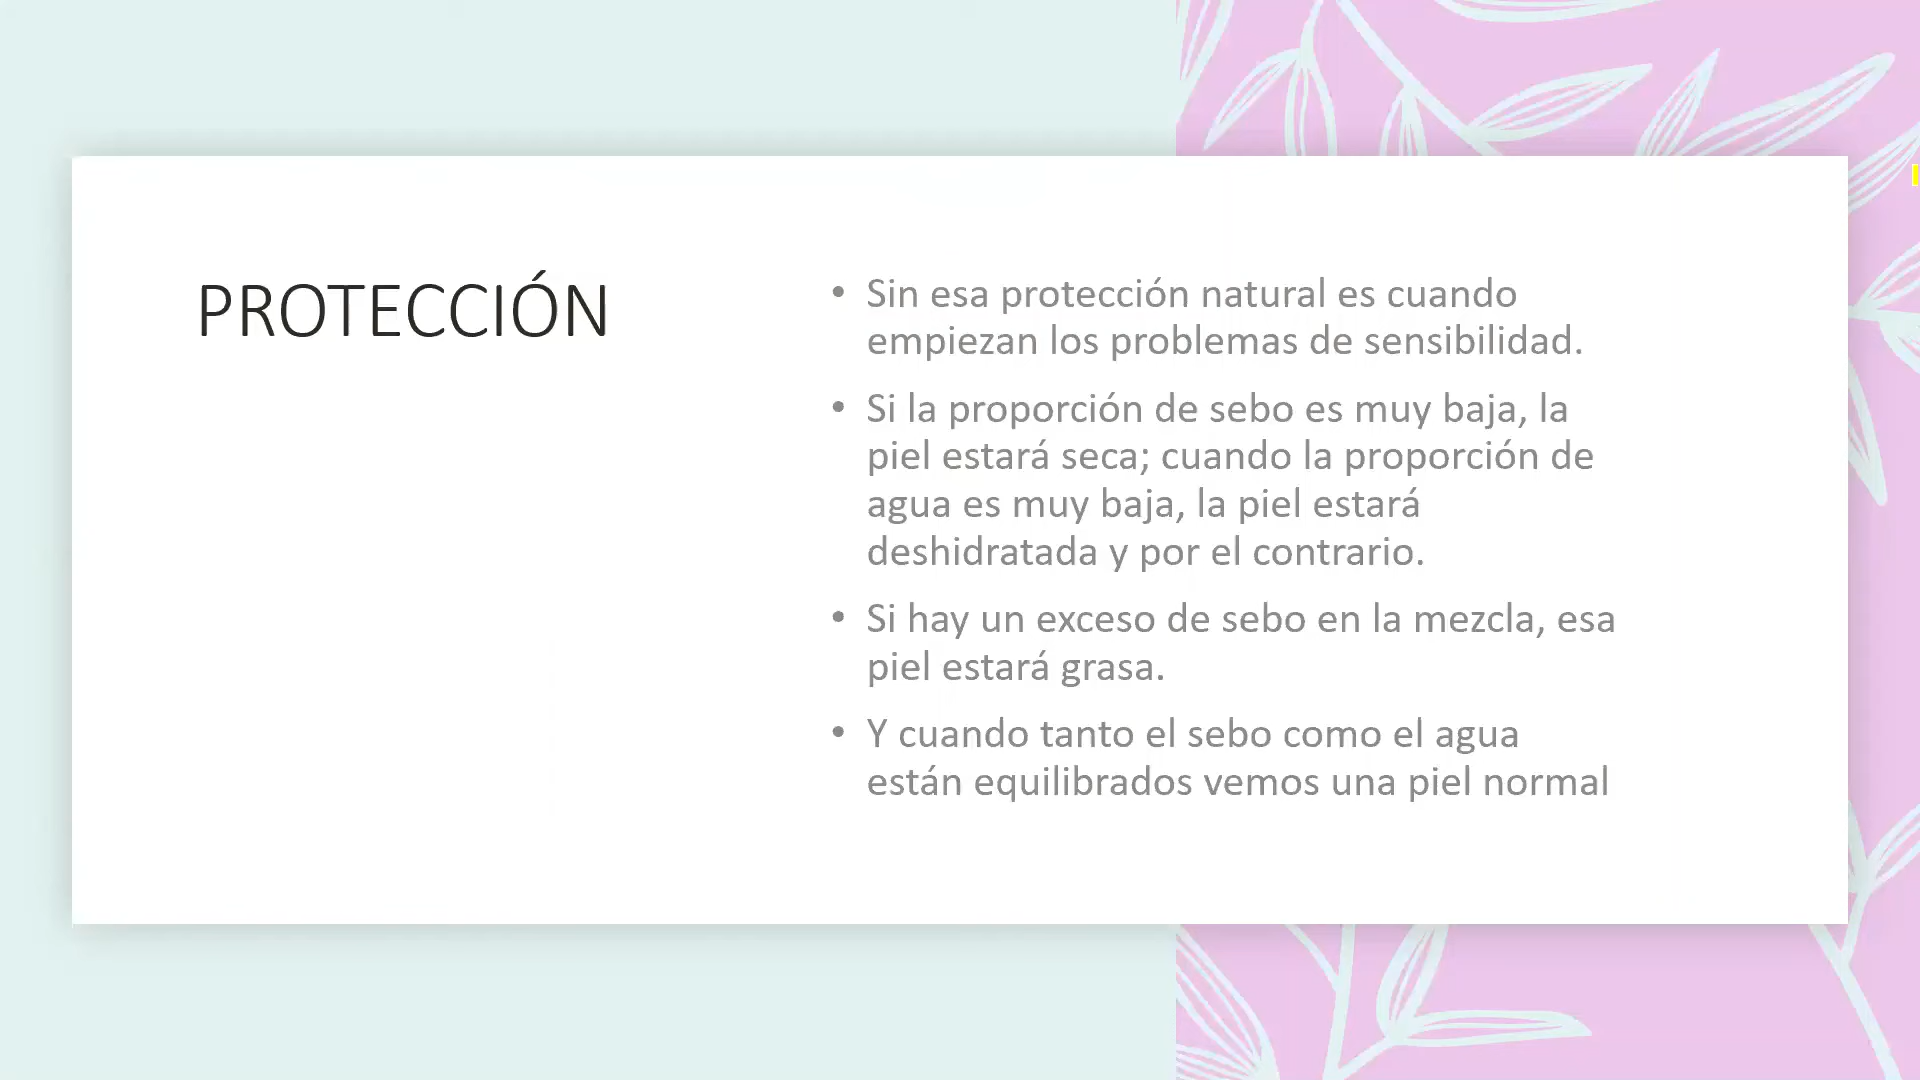 PROTECCIÓN
• Sin esa protección natural es cuando
empiezan los problemas de sensibilidad.
• Si la proporción de sebo es muy baja, la
piel estará seca; cuando la proporción de
agua es muy baja, la piel estará
deshidratada y por el contrario.
• Si hay un exceso de sebo en la mezcla, esa
piel estará grasa.
• Y cuando tanto el sebo como el agua
están equilibrados vemos una piel normal